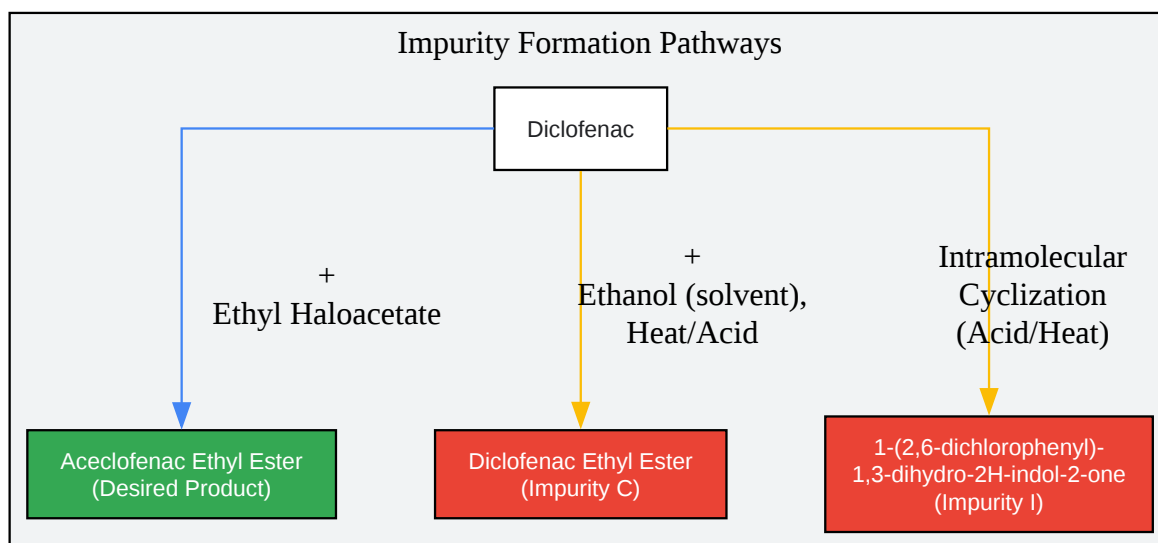 Impurity Formation Pathways
Diclofenac
+
Ethyl Haloacetate
+
Ethanol (solvent),
Heat/Acid
Intramolecular
Cyclization
(Acid/Heat)
Aceclofenac Ethyl Ester
(Desired Product)
Diclofenac Ethyl Ester
(Impurity C)
1-(2,6-dichlorophenyl)-
1,3-dihydro-2H-indol-2-one
(Impurity I)